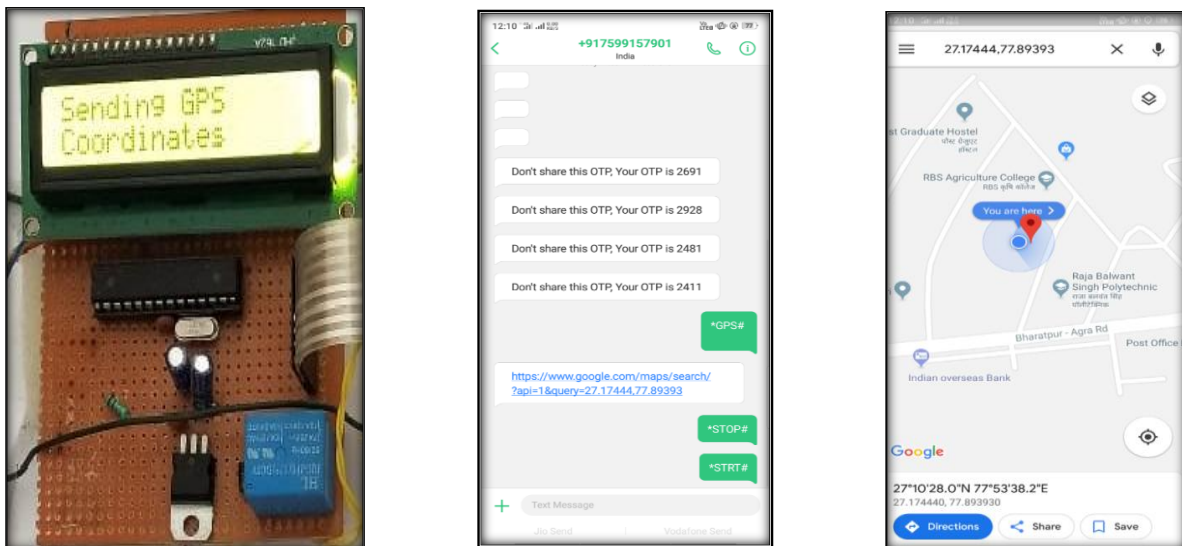 Sending GPS
Coordinates
12:10
+917599157901
India
Don't share this OTP, Your OTP is 2691
Don't share this OTP, Your OTP is 2928
Don't share this OTP, Your OTP is 2481
Don't share this OTP, Your OTP is 2411
*GPS#
https://www.google.com/maps/search/
?api=1&query=27.17444,77.89393
*STOP#
*STRT#
Text Message
Jio Send
Vodafone Send
27.17444,77.89393
st Graduate Hostel
RBS Agriculture College
RBS कृषि कॉलेज
You are here >
Raja Balwant
Singh Polytechnic
राजा बलवंत सिंह
पॉलीटेक्निक
Bharatpur - Agra Rd
Post Office
Indian overseas Bank
Google
27°10'28.0"N 77°53'38.2"E
27.174440, 77.893930
Directions
Share
Save